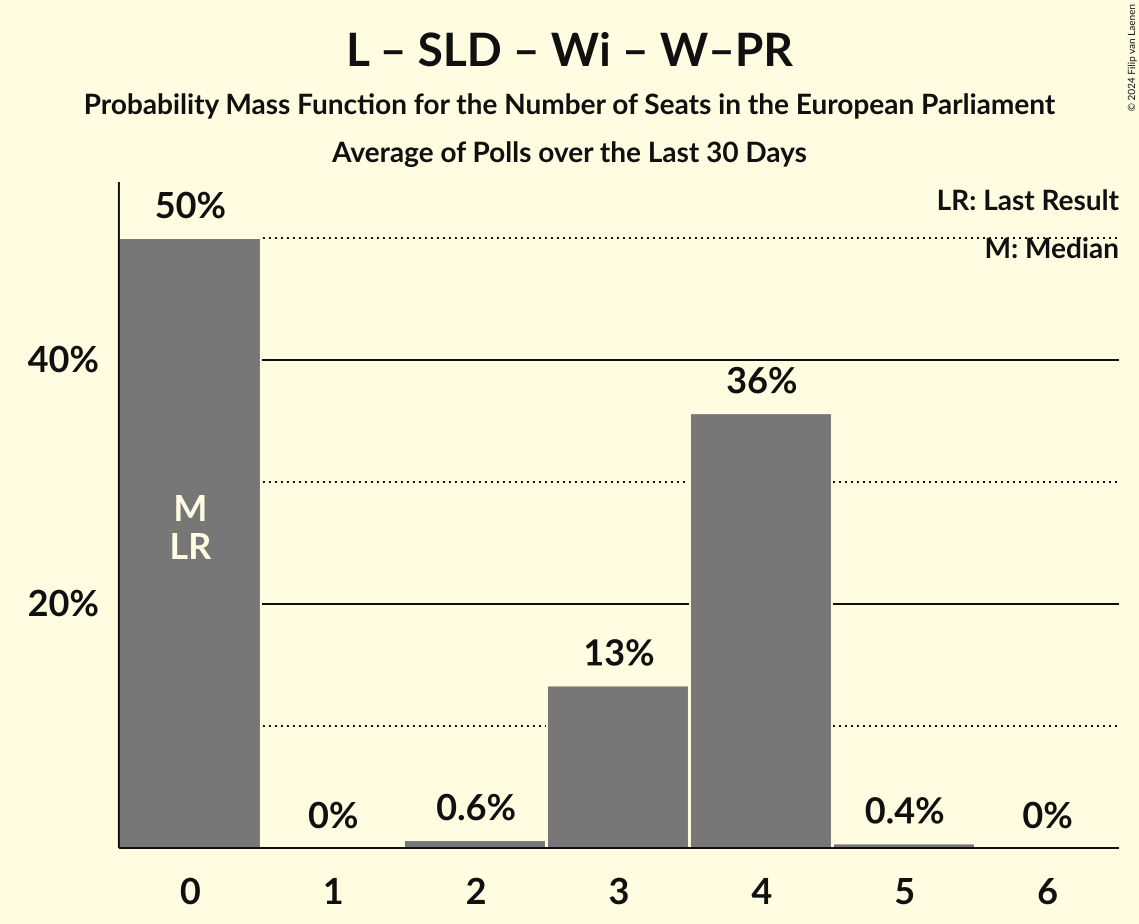 L – SLD – Wi – W–PR
Probability Mass Function for the Number of Seats in the European Parliament
Average of Polls over the Last 30 Days
© 2024 Filip van Laenen
LR: Last Result
M: Median
50%
40%
36%
M
LR
20%
13%
0%
0.6%
0.4%
0%
0 1 2 3 4 5 6